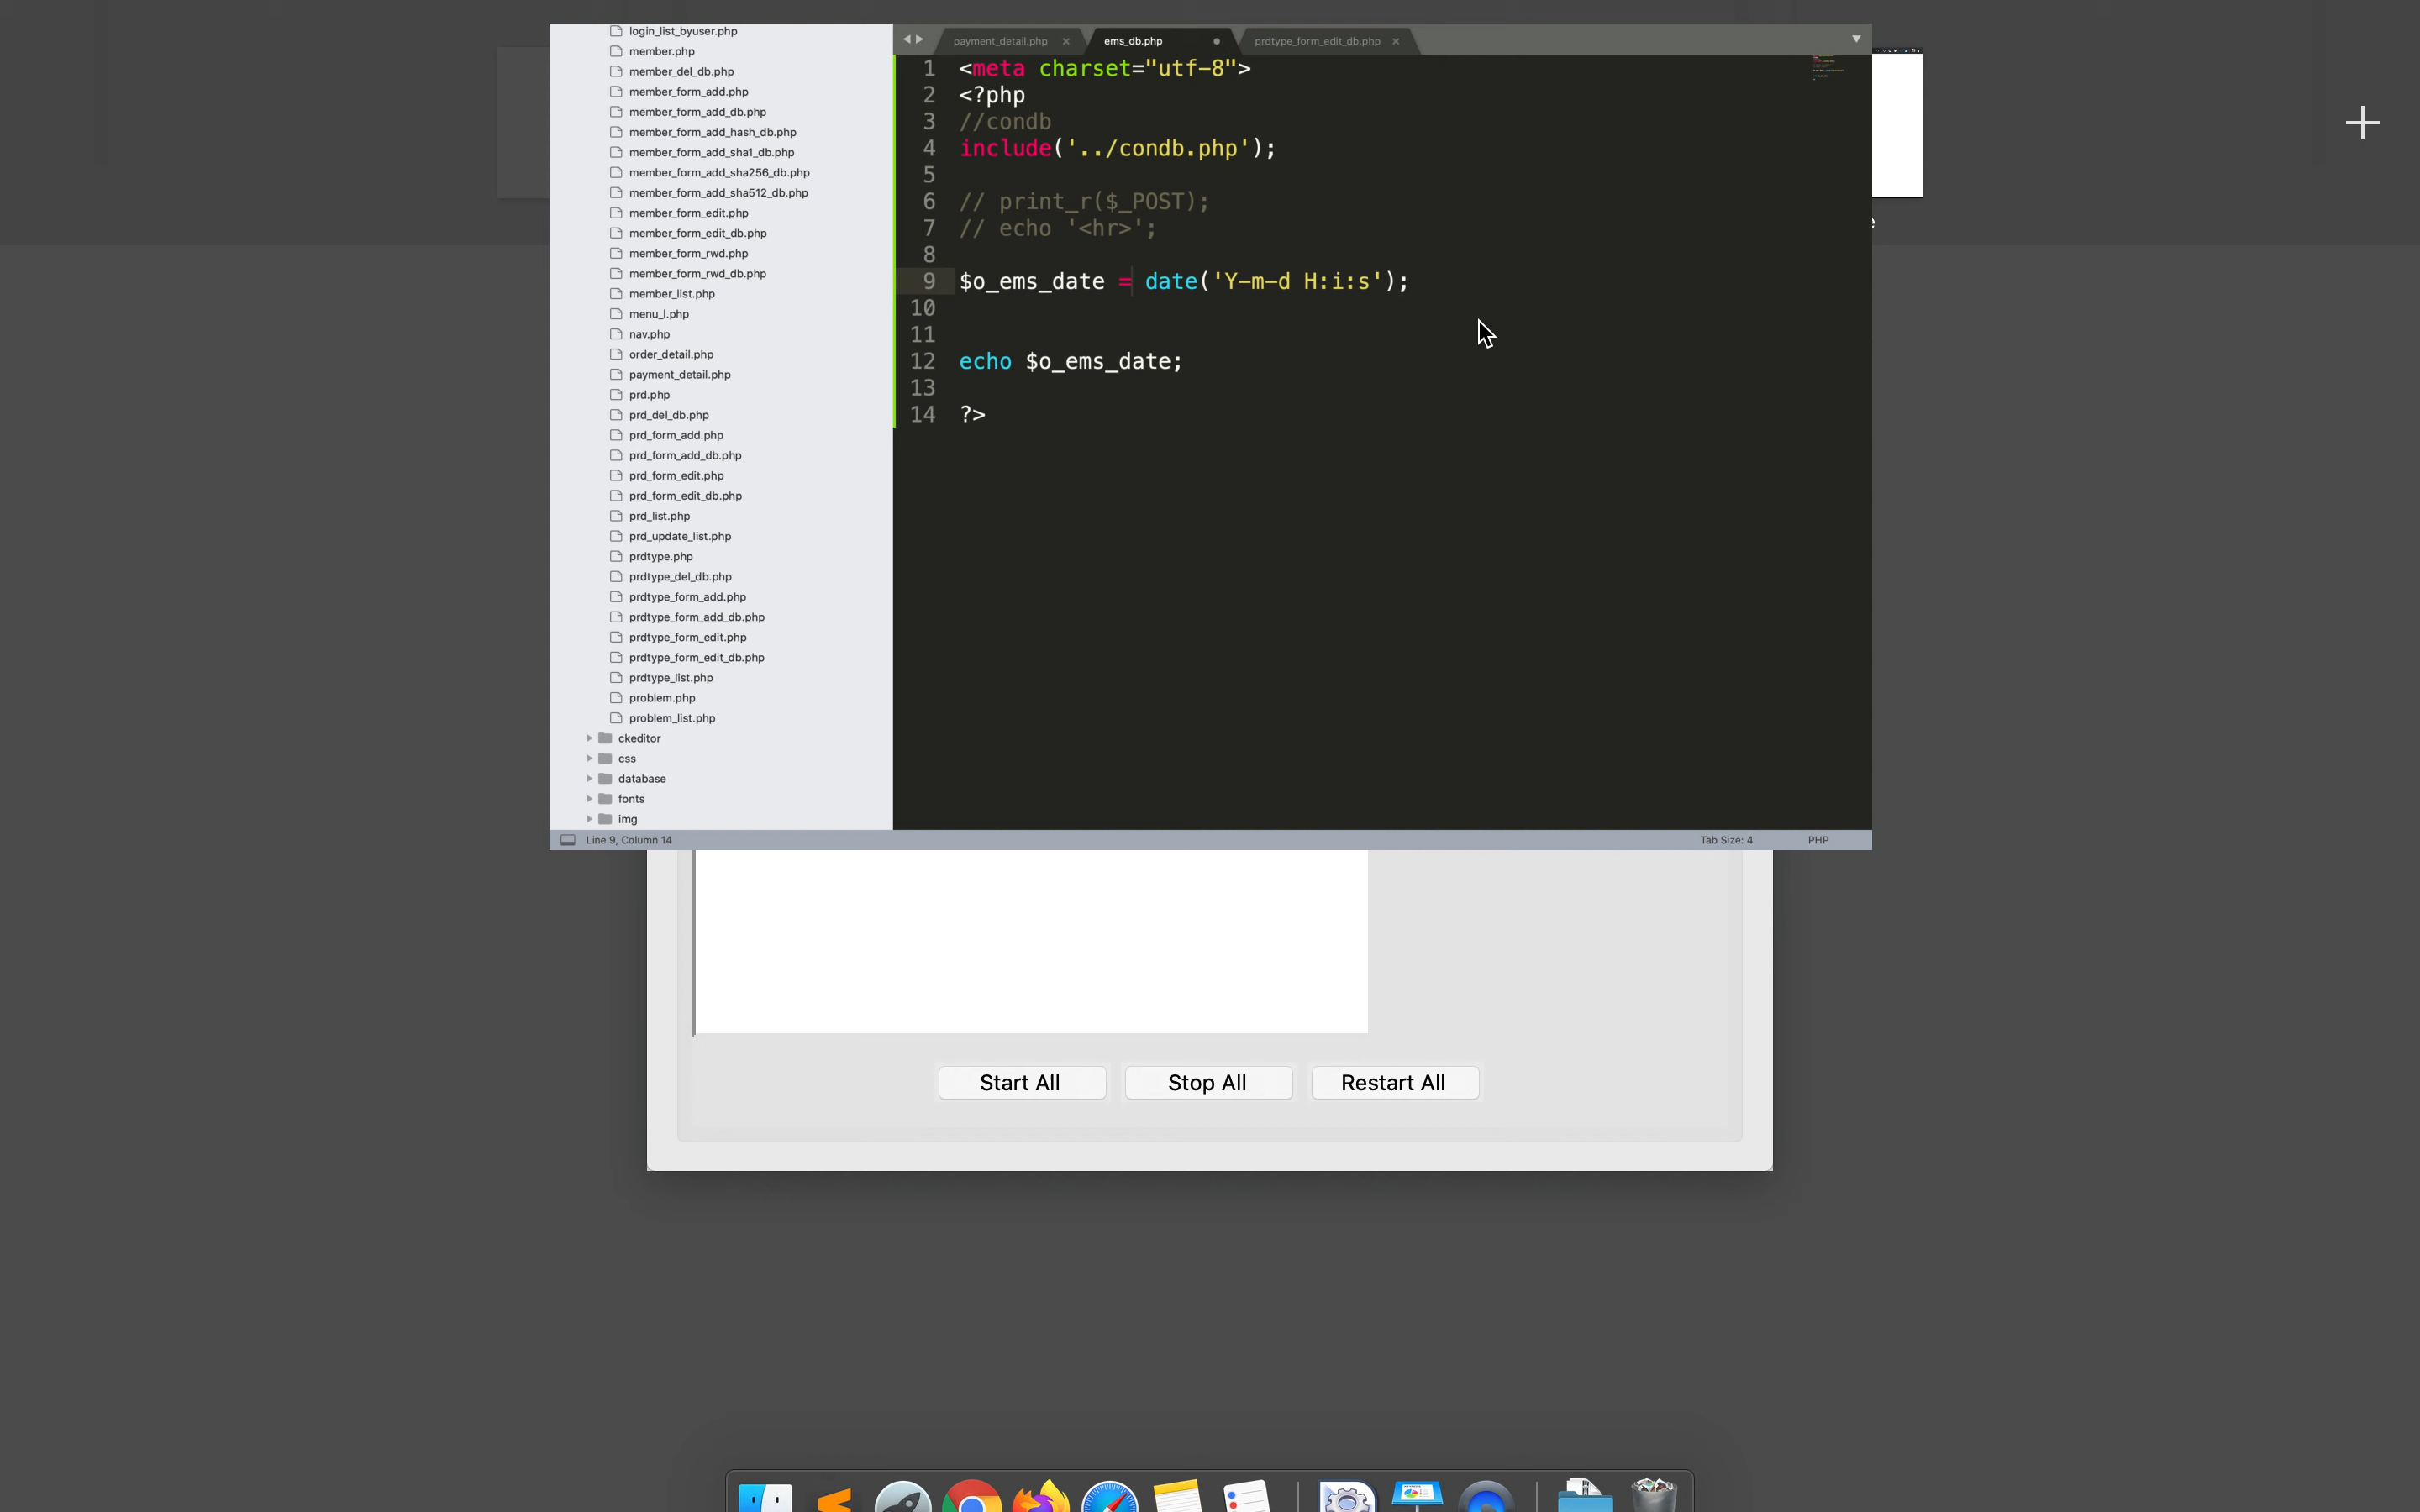 login_list_byuser.php
member.php
member_del_db.php
member_form_add.php
member_form_add_db.php
member_form_add_hash_db.php
member_form_add_sha1_db.php
member_form_add_sha256_db.php
member_form_add_sha512_db.php
member_form_edit.php
member_form_edit_db.php
member_form_rwd.php
member_form_rwd_db.php
member_list.php
menu_l.php
nav.php
order_detail.php
payment_detail.php
prd.php
prd_del_db.php
prd_form_add.php
prd_form_add_db.php
prd_form_edit.php
prd_form_edit_db.php
prd_list.php
prd_update_list.php
prdtype.php
prdtype_del_db.php
prdtype_form_add.php
prdtype_form_add_db.php
prdtype_form_edit.php
prdtype_form_edit_db.php
prdtype_list.php
problem.php
problem_list.php
ckeditor
css
database
fonts
img
payment_detail.php ems_db.php prdtype_form_edit_db.php
1 <meta charset="utf-8">
2 <?php
3 //condb
4 include('../condb.php');
5
6 // print_r($_POST);
7 // echo '<hr>';
8
9 $o_ems_date = date('Y-m-d H:i:s');
10
11
12 echo $o_ems_date;
13
14 ?>
Line 9, Column 14 Tab Size: 4 PHP
Start All Stop All Restart All